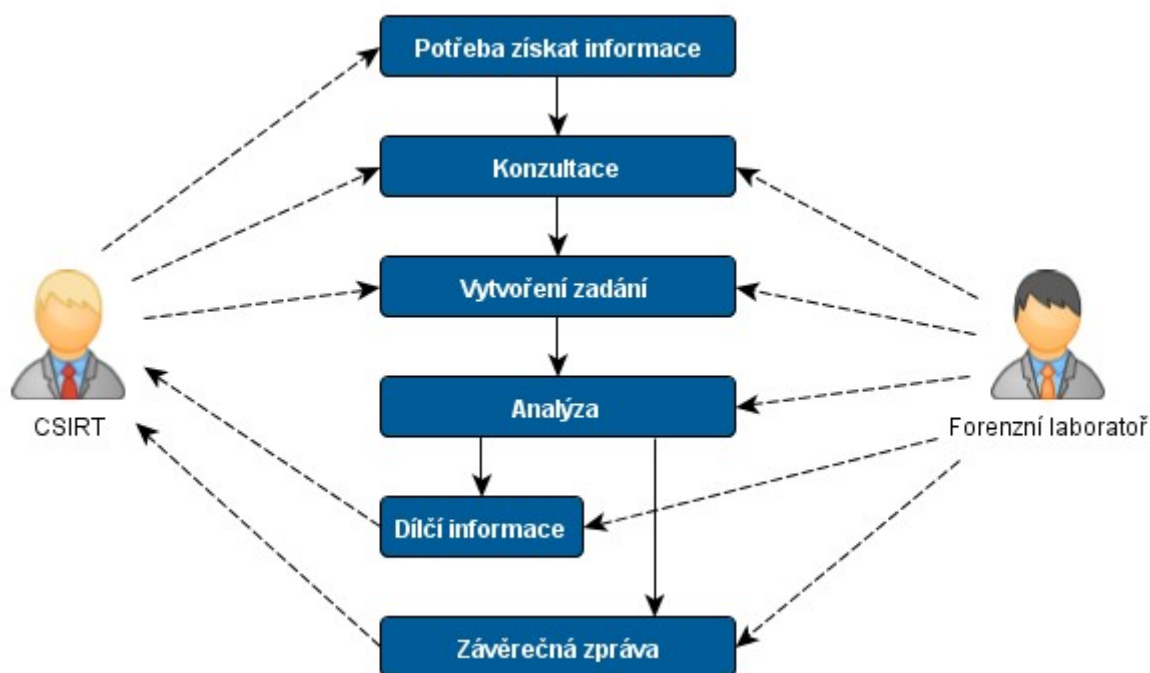 Potřeba získat informace
Konzultace
Vytvoření zadání
Analýza
CSIRT
Forenzní laboratoř
Dílčí informace
Závěrečná zpráva